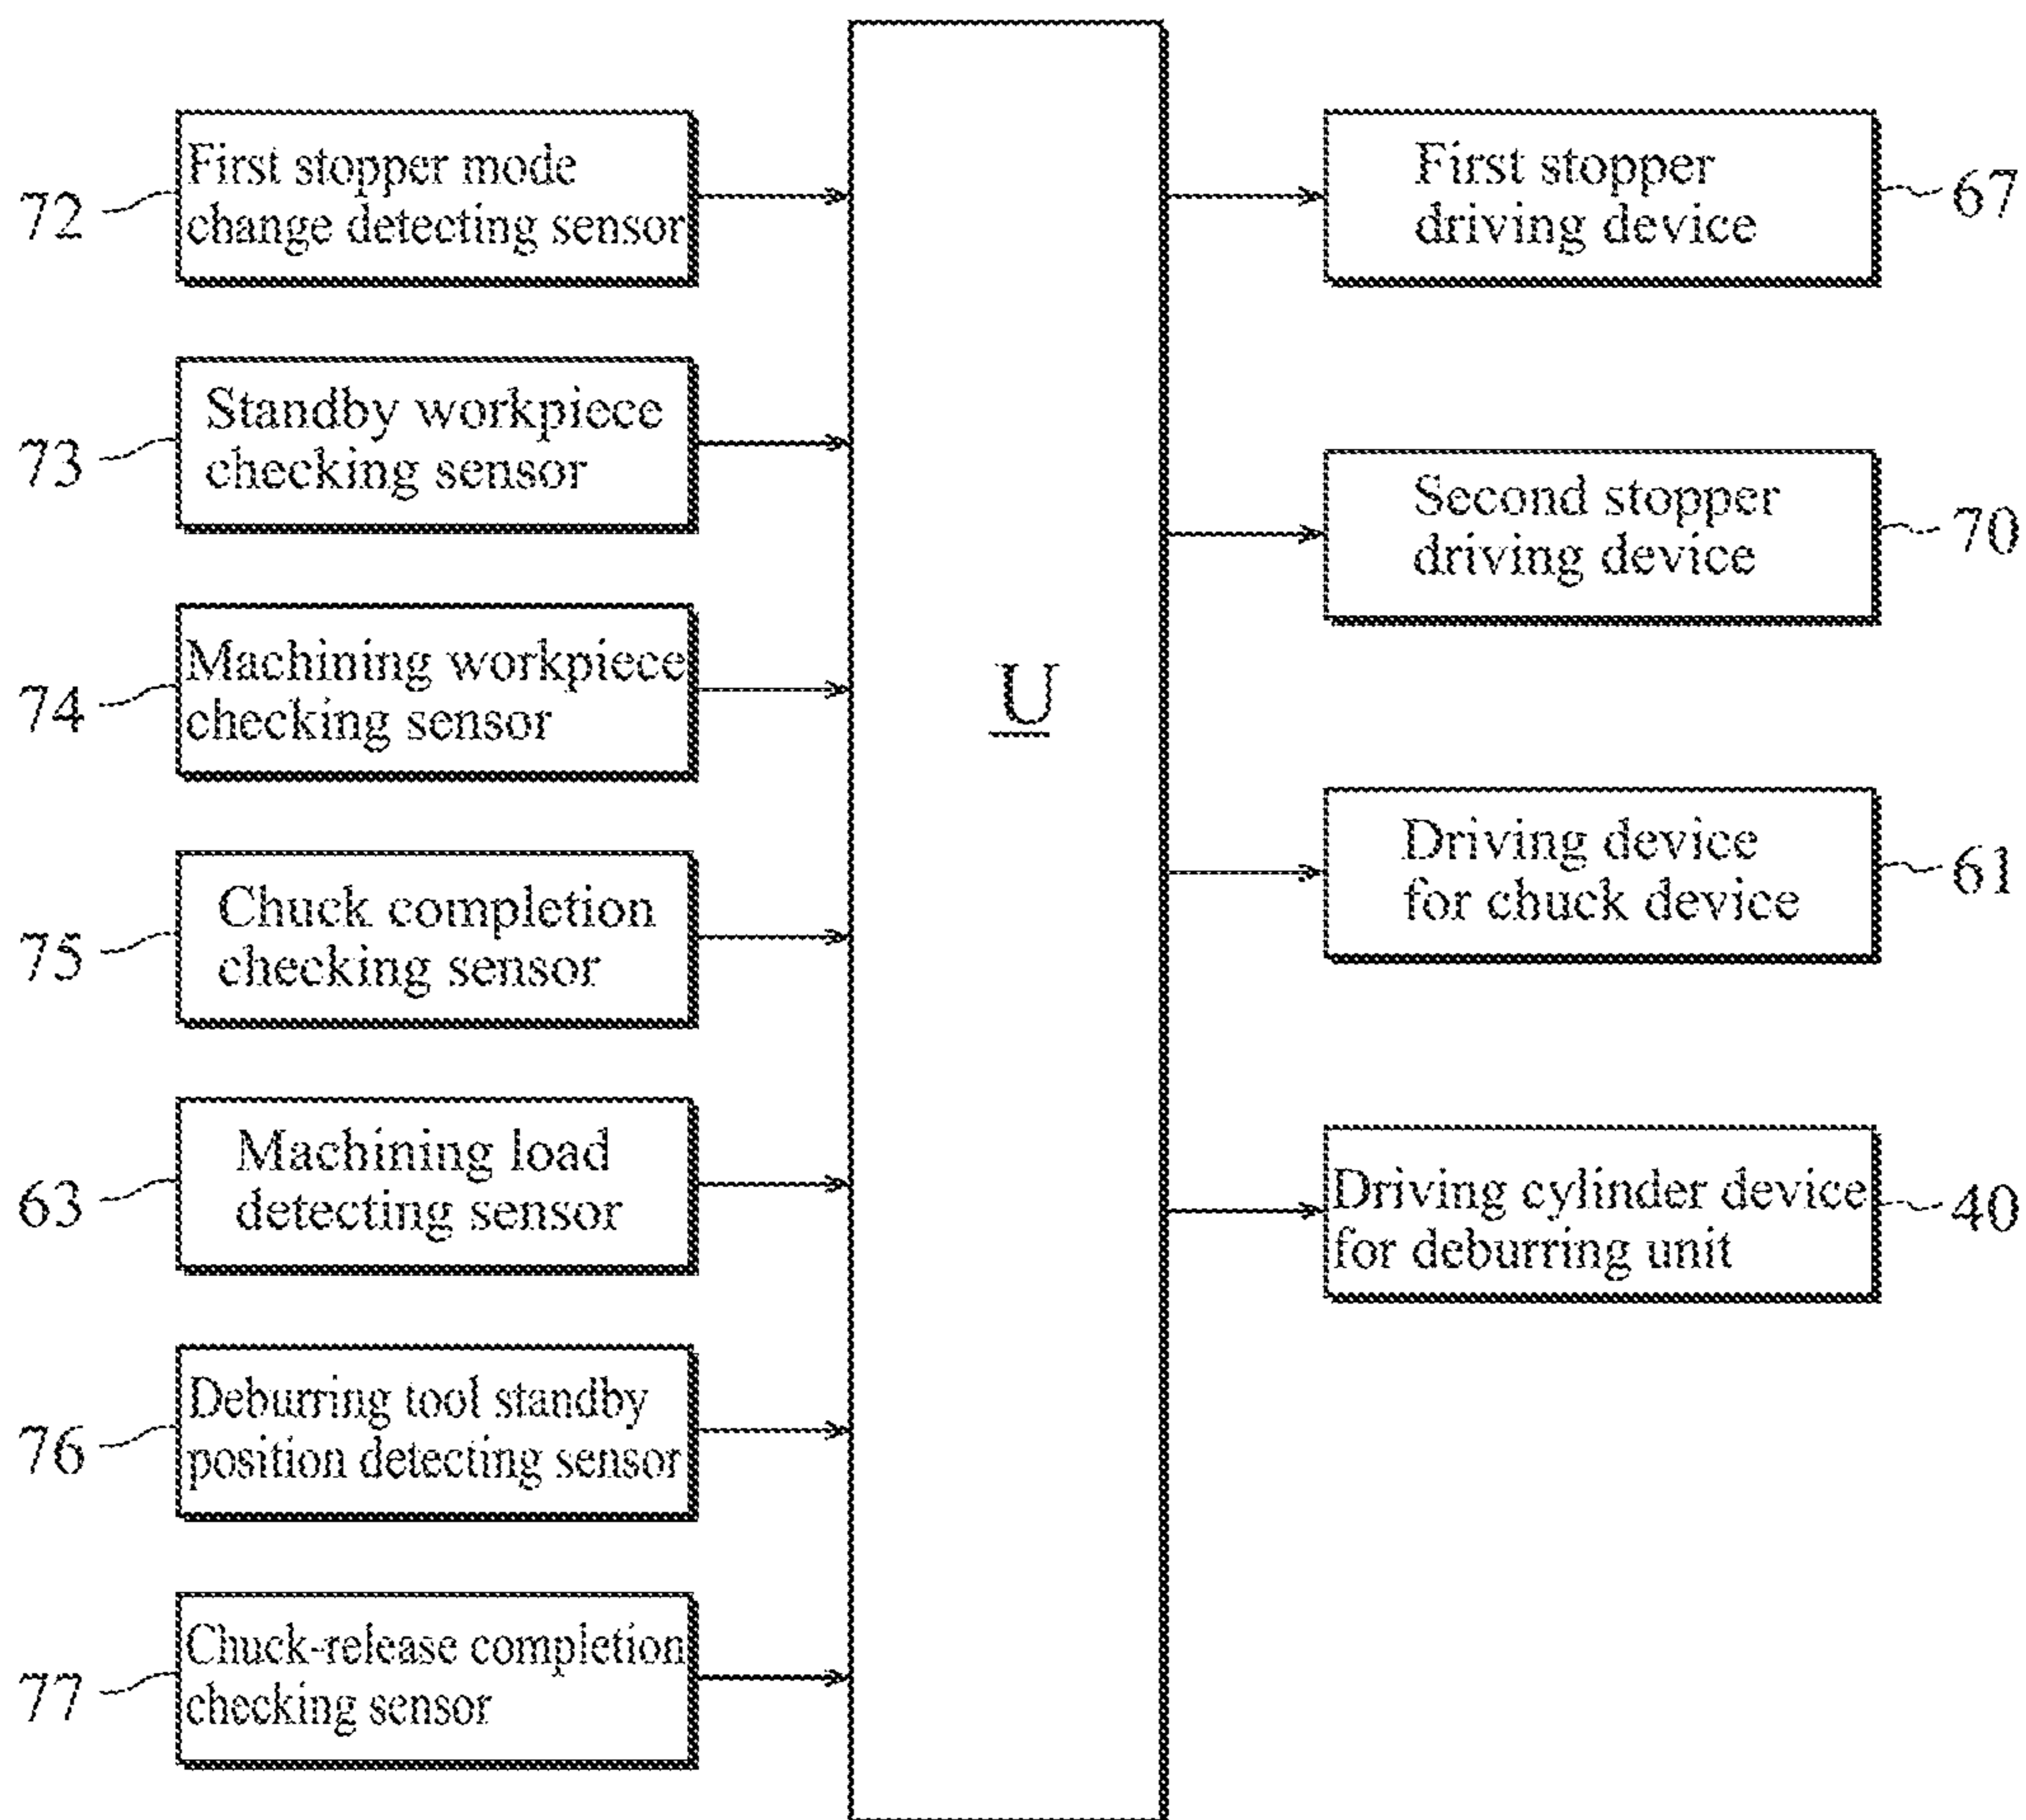 72
First stopper mode
change detecting sensor
73
Standby workpiece
checking sensor
74
Machining workpiece
checking sensor
75
Chuck completion
checking sensor
63
Machining load
detecting sensor
76
Deburring tool standby
position detecting sensor
77
Chuck-release completion
checking sensor
U
First stopper
driving device
67
Second stopper
driving device
70
Driving device
for chuck device
61
Driving cylinder device
for deburring unit
40